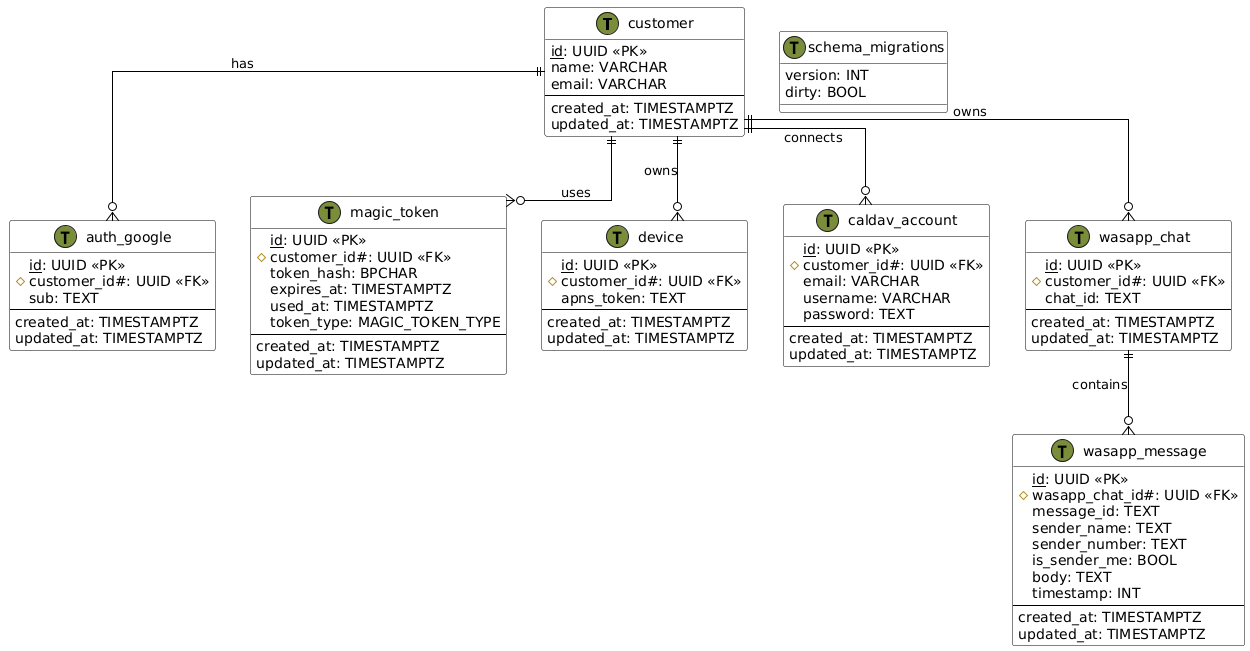 T customer
id: UUID «PK»
name: VARCHAR
email: VARCHAR
created_at: TIMESTAMPTZ
updated_at: TIMESTAMPTZ
T schema_migrations
version: INT
dirty: BOOL
has
uses
owns
connects
owns
T auth_google
id: UUID «PK»
customer_id#: UUID «FK»
sub: TEXT
created_at: TIMESTAMPTZ
updated_at: TIMESTAMPTZ
T magic_token
id: UUID «PK»
customer_id#: UUID «FK»
token_hash: BPCHAR
expires_at: TIMESTAMPTZ
used_at: TIMESTAMPTZ
token_type: MAGIC_TOKEN_TYPE
created_at: TIMESTAMPTZ
updated_at: TIMESTAMPTZ
T device
id: UUID «PK»
customer_id#: UUID «FK»
apns_token: TEXT
created_at: TIMESTAMPTZ
updated_at: TIMESTAMPTZ
T caldav_account
id: UUID «PK»
customer_id#: UUID «FK»
email: VARCHAR
username: VARCHAR
password: TEXT
created_at: TIMESTAMPTZ
updated_at: TIMESTAMPTZ
T wasapp_chat
id: UUID «PK»
customer_id#: UUID «FK»
chat_id: TEXT
created_at: TIMESTAMPTZ
updated_at: TIMESTAMPTZ
contains
T wasapp_message
id: UUID «PK»
wasapp_chat_id#: UUID «FK»
message_id: TEXT
sender_name: TEXT
sender_number: TEXT
is_sender_me: BOOL
body: TEXT
timestamp: INT
created_at: TIMESTAMPTZ
updated_at: TIMESTAMPTZ